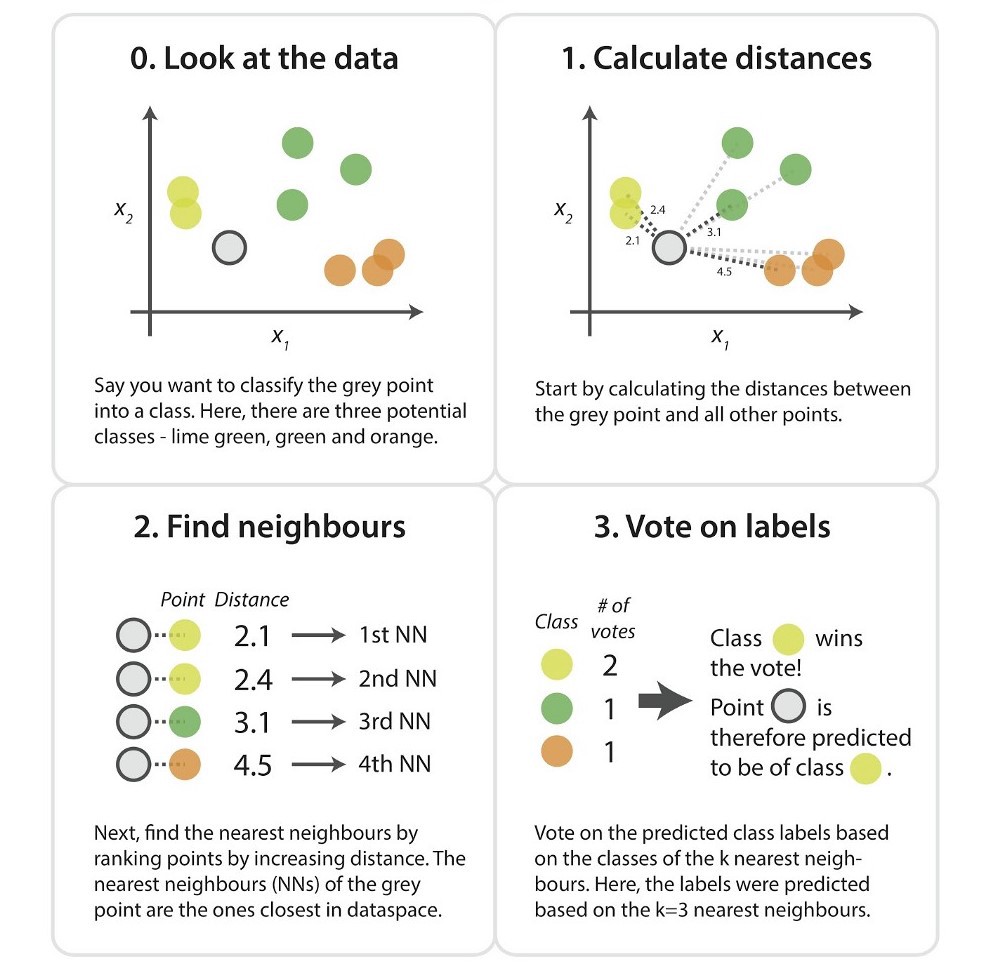 0. Look at the data
X2
X1
Say you want to classify the grey point
into a class. Here, there are three potential
classes - lime green, green and orange.
1. Calculate distances
X2
2.4
2.1
3.1
4.5
X1
Start by calculating the distances between
the grey point and all other points.
2. Find neighbours
Point Distance
2.1 1st NN
2.4 2nd NN
3.1 3rd NN
4.5 4th NN
Next, find the nearest neighbours by
ranking points by increasing distance. The
nearest neighbours (NNs) of the grey
point are the ones closest in dataspace.
3. Vote on labels
Class # of
votes
2
1
1
Class wins
the vote!
Point is
therefore predicted
to be of class .
Vote on the predicted class labels based
on the classes of the k nearest neigh-
bours. Here, the labels were predicted
based on the k=3 nearest neighbours.